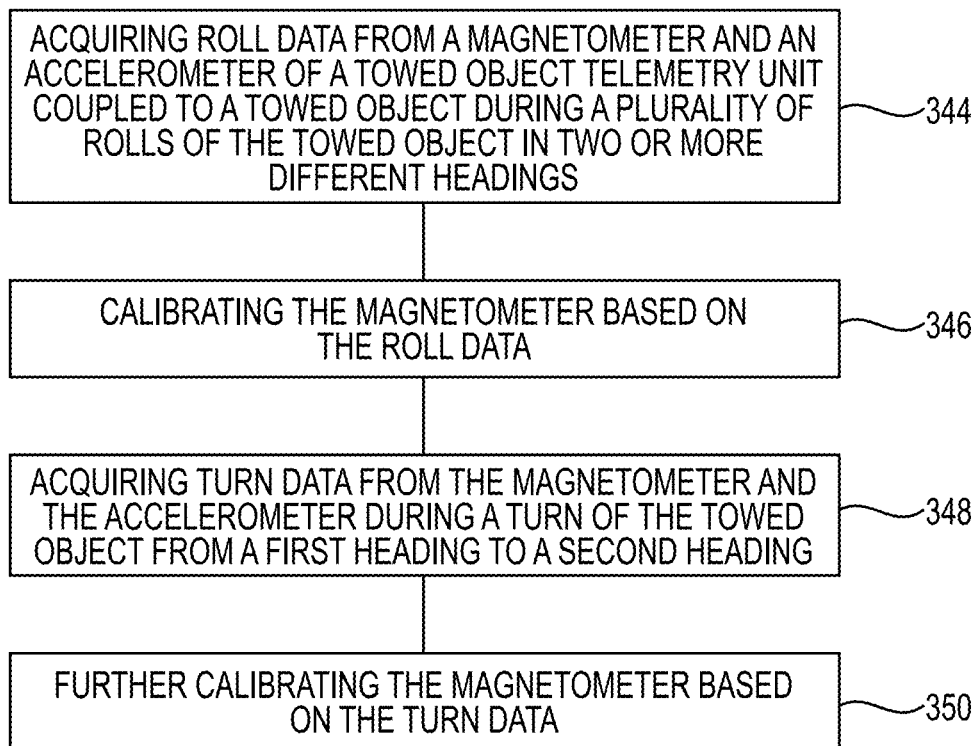 ACQUIRING ROLL DATA FROM A MAGNETOMETER AND AN
ACCELEROMETER OF A TOWED OBJECT TELEMETRY UNIT
COUPLED TO A TOWED OBJECT DURING A PLURALITY OF
ROLLS OF THE TOWED OBJECT IN TWO OR MORE
DIFFERENT HEADINGS
344
CALIBRATING THE MAGNETOMETER BASED ON
THE ROLL DATA
346
ACQUIRING TURN DATA FROM THE MAGNETOMETER AND
THE ACCELEROMETER DURING A TURN OF THE TOWED
OBJECT FROM A FIRST HEADING TO A SECOND HEADING
348
FURTHER CALIBRATING THE MAGNETOMETER BASED
ON THE TURN DATA
350